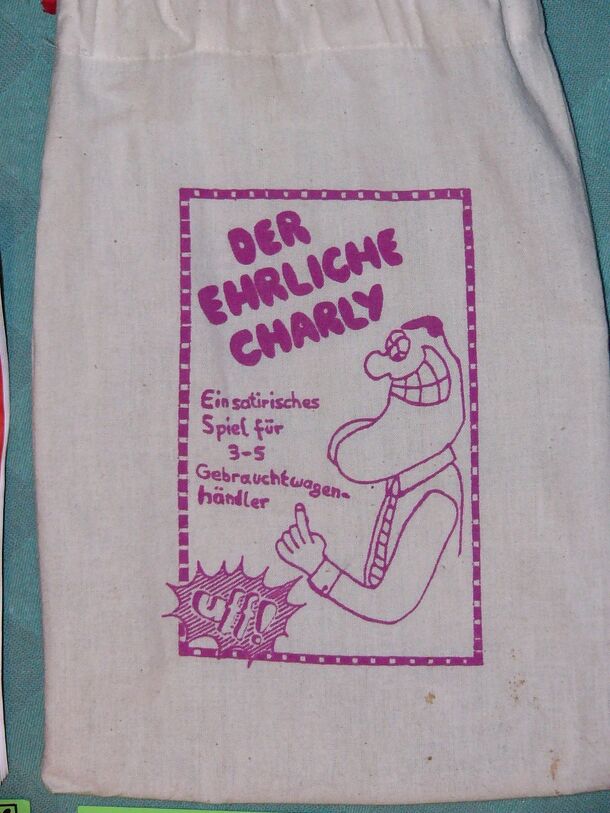 DER
EHRLICHE
CHARLY
Ein satirisches
Spiel für
3-5
Gebrauchtwagen-
händler
uff!